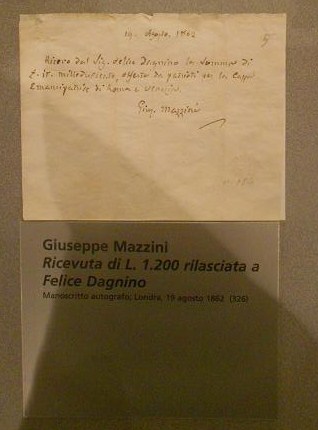 19. Agosto. 1862
Ricevo dal Sig. Felice Dagnino la somma di
£. it. milleduecento, offerta da patrioti per la Cassa
Emancipatrice di Roma e Venezia.
Gius. Mazzini
Giuseppe Mazzini
Ricevuta di L. 1.200 rilasciata a
Felice Dagnino
Manoscritto autografo, Londra, 19 agosto 1862 (326)